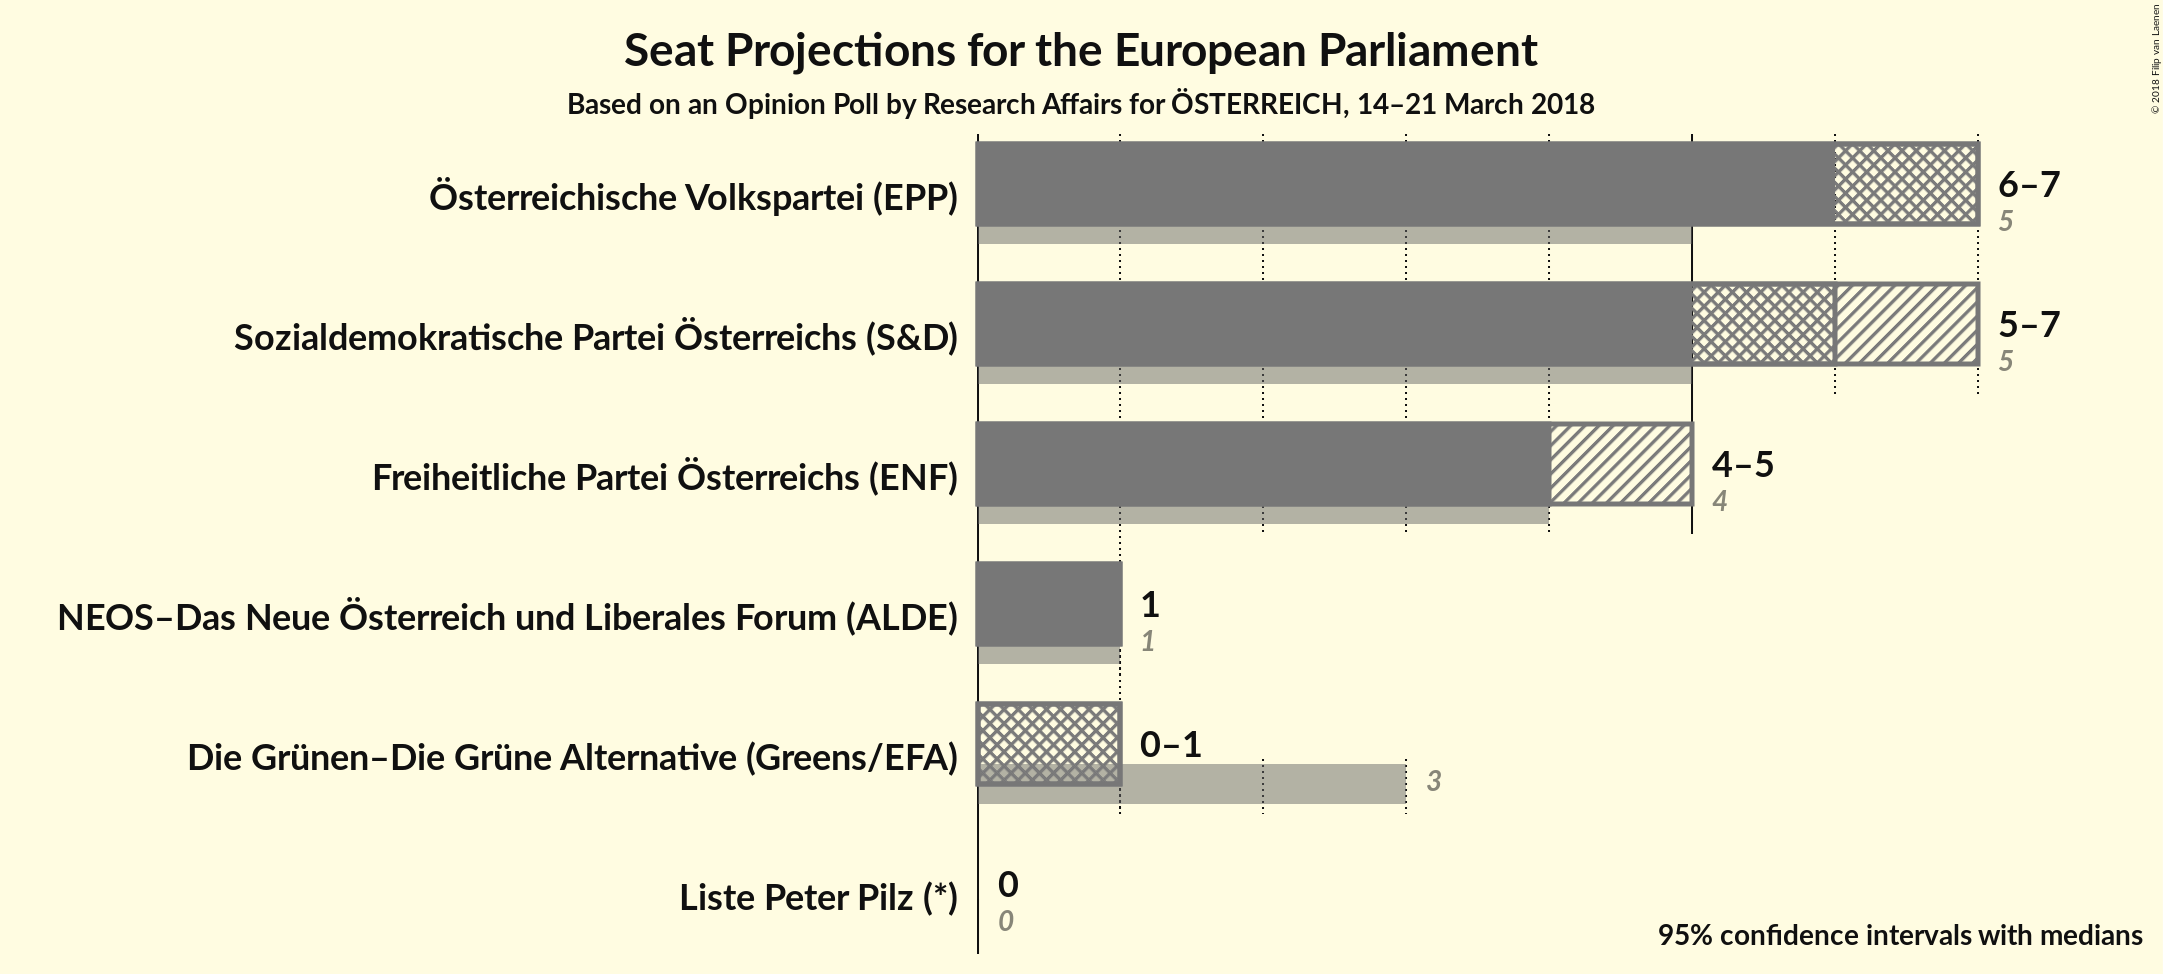 Seat Projections for the European Parliament
Based on an Opinion Poll by Research Affairs for ÖSTERREICH, 14–21 March 2018
© 2018 Filip van Laenen
Österreichische Volkspartei (EPP)
6–7
5
Sozialdemokratische Partei Österreichs (S&D)
5–7
5
Freiheitliche Partei Österreichs (ENF)
4–5
4
NEOS–Das Neue Österreich und Liberales Forum (ALDE)
1
1
Die Grünen–Die Grüne Alternative (Greens/EFA)
0–1
3
Liste Peter Pilz (*)
0
0
95% confidence intervals with medians